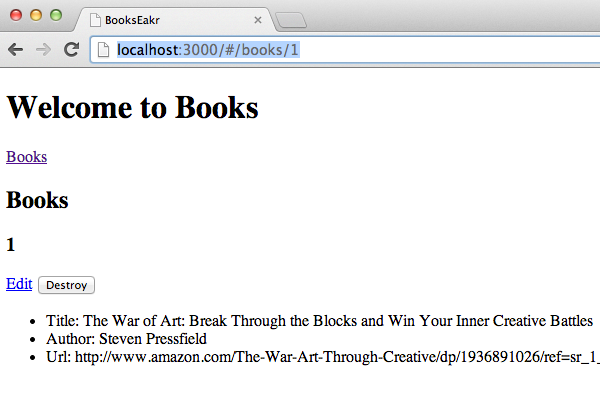 BooksEakr
localhost:3000/#/books/1
Welcome to Books
Books
Books
1
Edit Destroy
Title: The War of Art: Break Through the Blocks and Win Your Inner Creative Battles
Author: Steven Pressfield
Url: http://www.amazon.com/The-War-Art-Through-Creative/dp/1936891026/ref=sr_1_